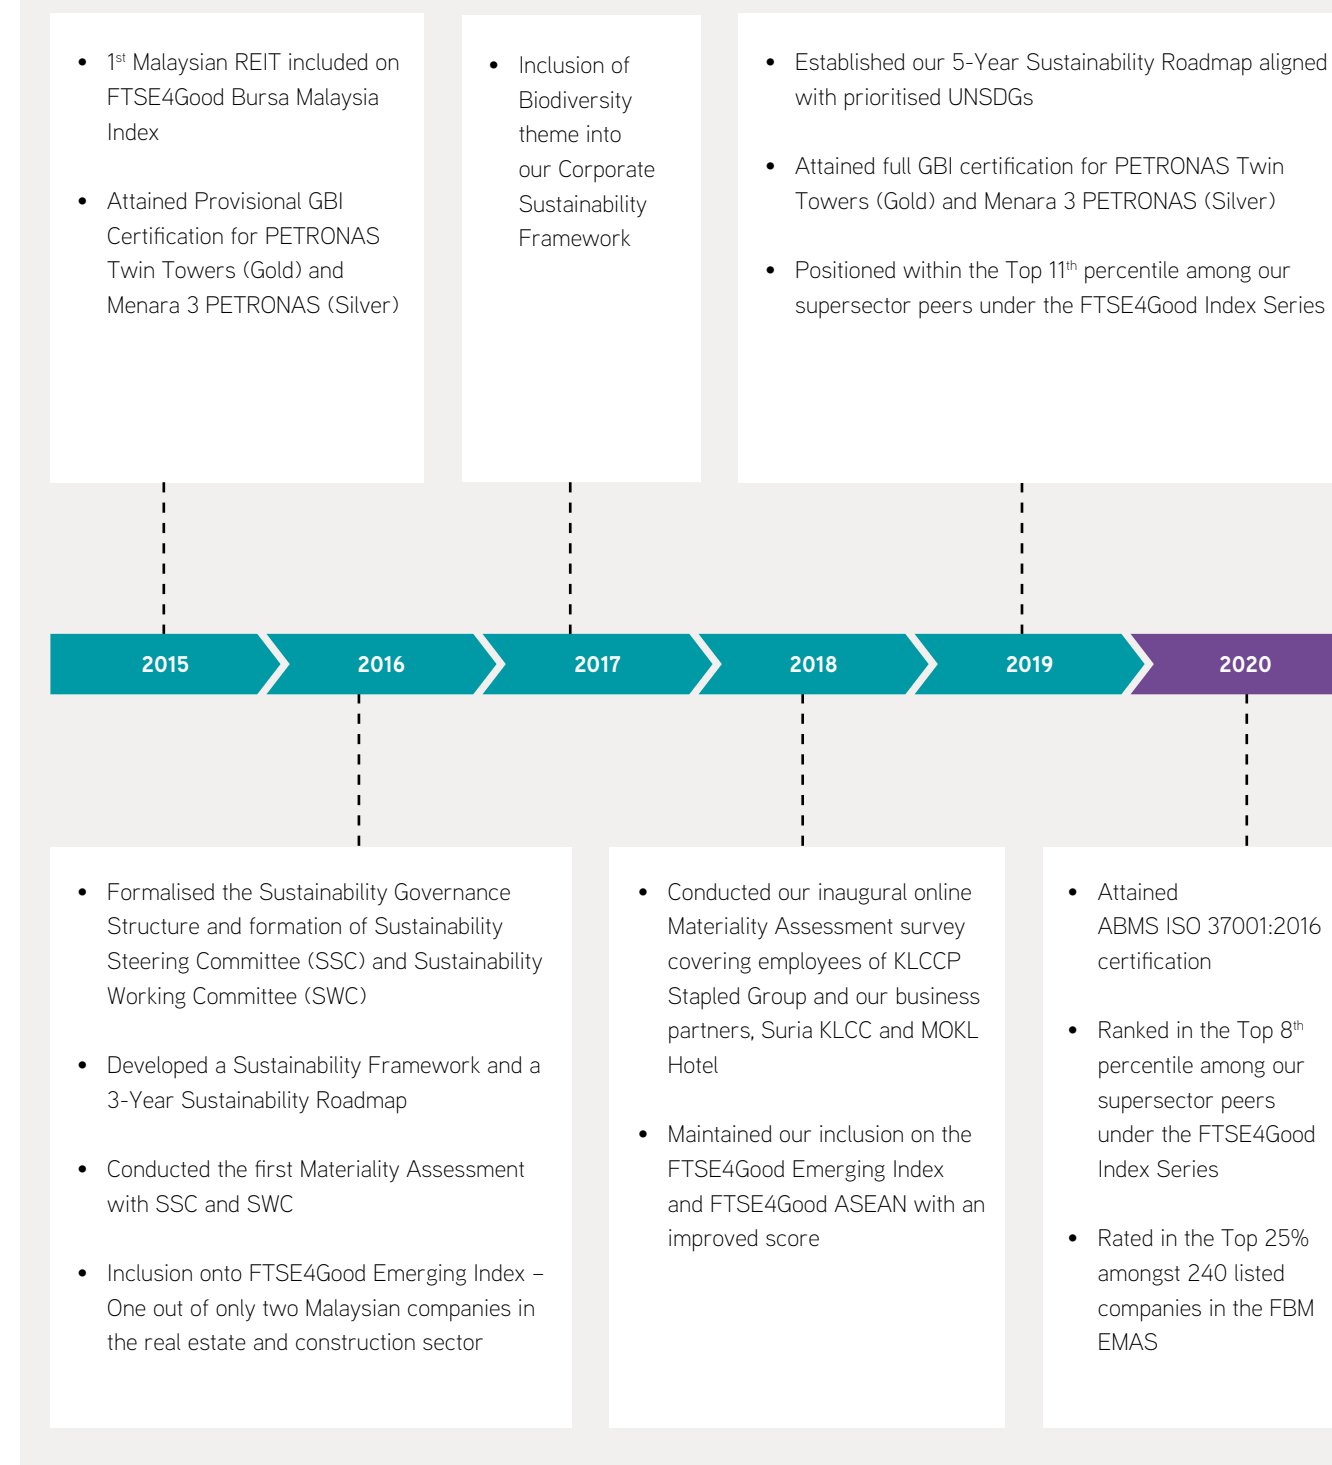 • 1st Malaysian REIT included on
FTSE4Good Bursa Malaysia
Index
• Attained Provisional GBI
Certification for PETRONAS
Twin Towers (Gold) and
Menara 3 PETRONAS (Silver)
• Inclusion of
Biodiversity
theme into
our Corporate
Sustainability
Framework
• Established our 5-Year Sustainability Roadmap aligned
with prioritised UNSDGs
• Attained full GBI certification for PETRONAS Twin
Towers (Gold) and Menara 3 PETRONAS (Silver)
• Positioned within the Top 11th percentile among our
supersector peers under the FTSE4Good Index Series
2015
2016
2017
2018
2019
2020
• Formalised the Sustainability Governance
Structure and formation of Sustainability
Steering Committee (SSC) and Sustainability
Working Committee (SWC)
• Developed a Sustainability Framework and a
3-Year Sustainability Roadmap
• Conducted the first Materiality Assessment
with SSC and SWC
• Inclusion onto FTSE4Good Emerging Index –
One out of only two Malaysian companies in
the real estate and construction sector
• Conducted our inaugural online
Materiality Assessment survey
covering employees of KLCCP
Stapled Group and our business
partners, Suria KLCC and MOKL
Hotel
• Maintained our inclusion on the
FTSE4Good Emerging Index
and FTSE4Good ASEAN with an
improved score
• Attained
ABMS ISO 37001:2016
certification
• Ranked in the Top 8th
percentile among our
supersector peers
under the FTSE4Good
Index Series
• Rated in the Top 25%
amongst 240 listed
companies in the FBM
EMAS